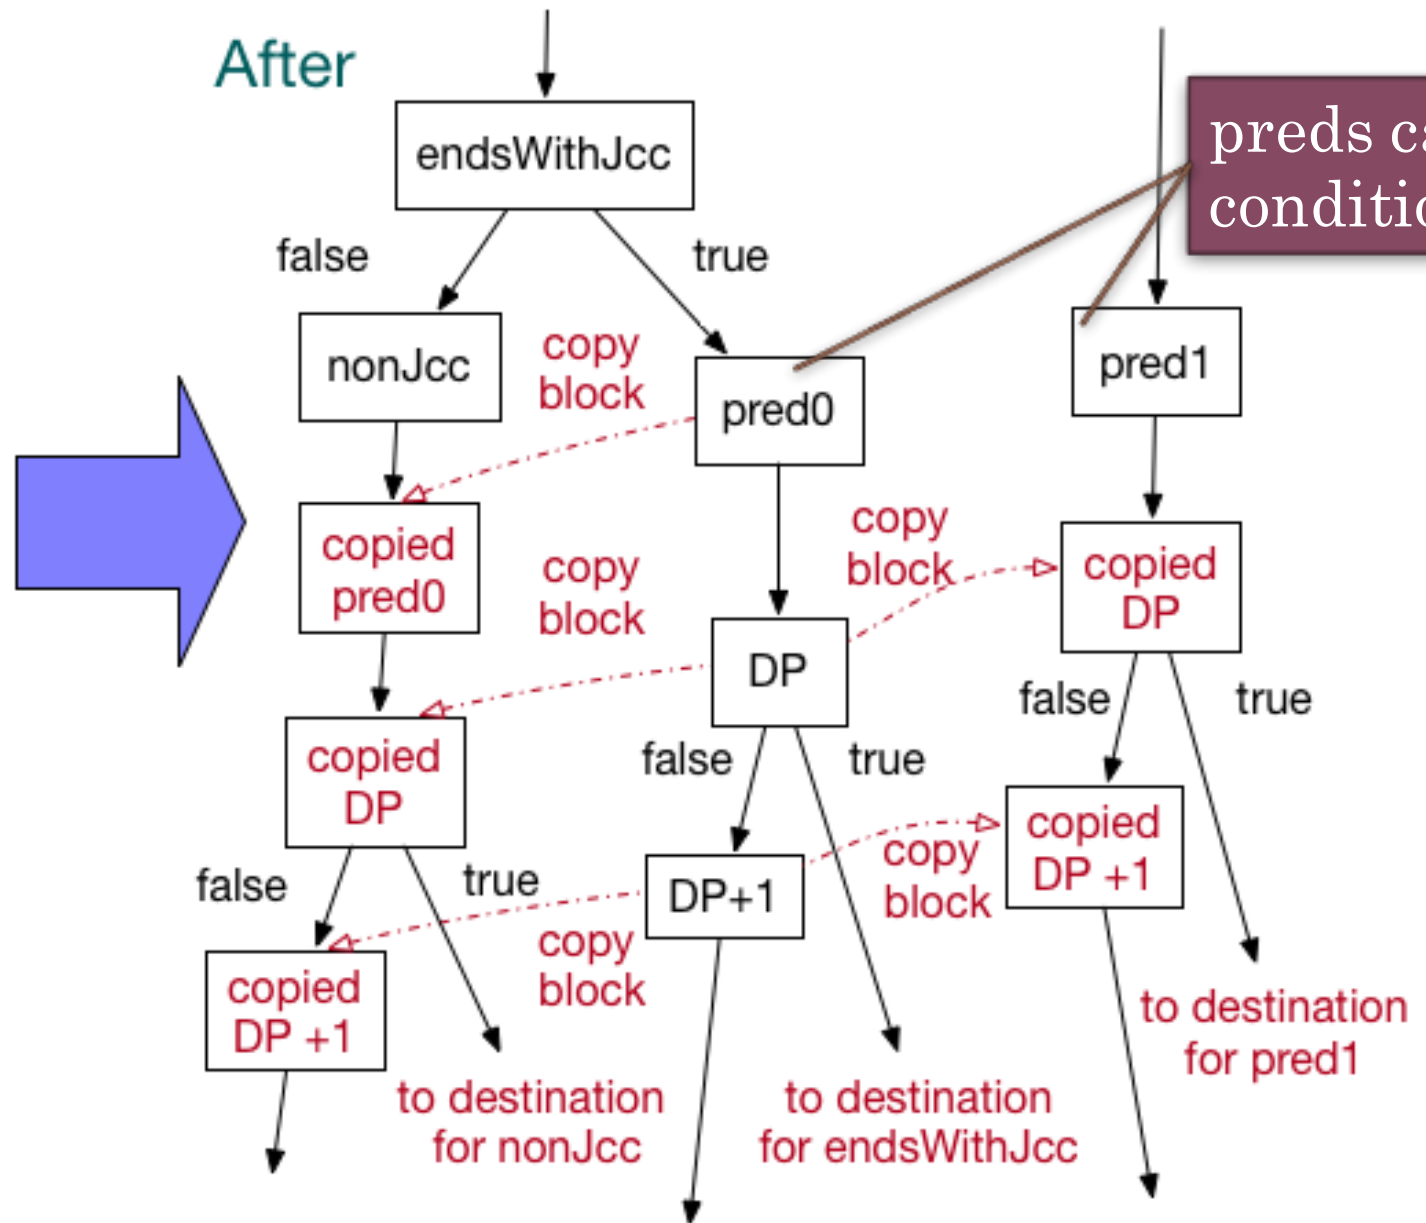 After
endsWithJcc
preds
false
true
nonJcc
copy
block
pred0
pred1
copied
pred0
copy
block
copy
block
copied
DP
DP
false
true
copied
DP
false
true
copied
DP +1
false
true
DP+1
copy
block
copy
block
copied
DP +1
to destination
for pred1
to destination
for nonJcc
to destination
for endsWithJcc